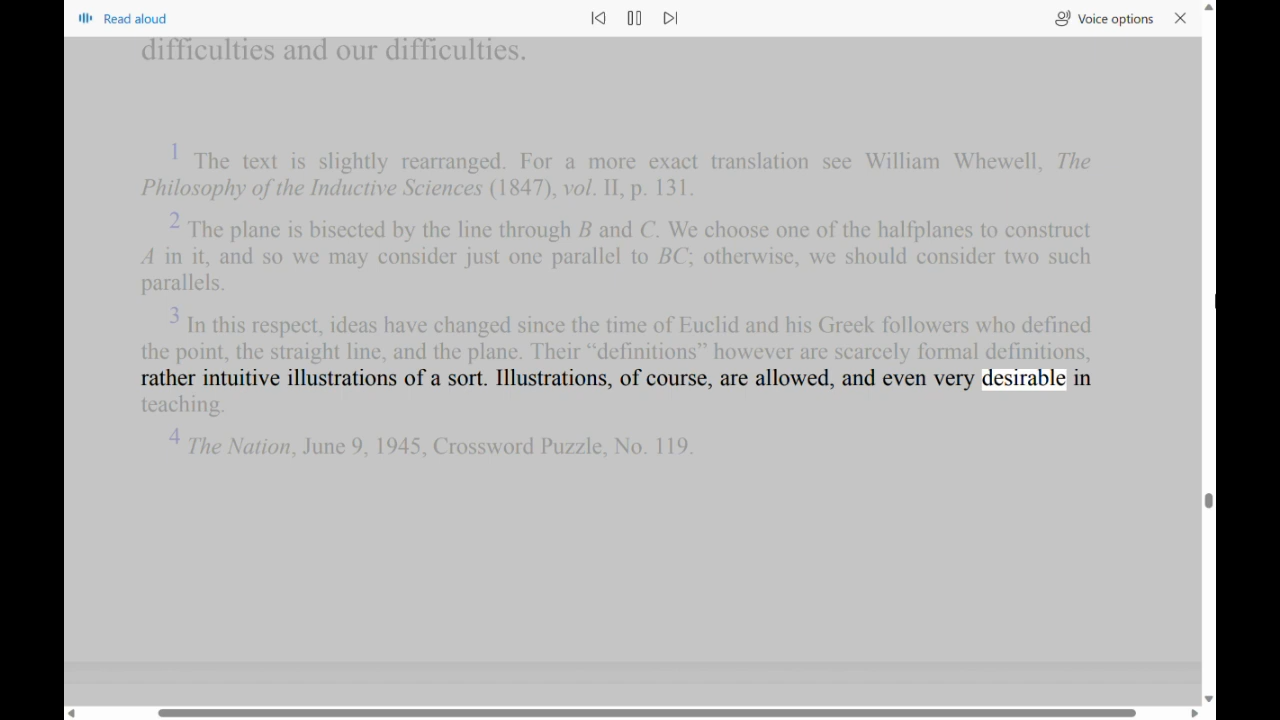 Read aloud
Voice options
difficulties and our difficulties.
1 The text is slightly rearranged. For a more exact translation see William Whewell, The
Philosophy of the Inductive Sciences (1847), vol. II, p. 131.
2 The plane is bisected by the line through B and C. We choose one of the halfplanes to construct
A in it, and so we may consider just one parallel to BC; otherwise, we should consider two such
parallels.
3 In this respect, ideas have changed since the time of Euclid and his Greek followers who defined
the point, the straight line, and the plane. Their “definitions” however are scarcely formal definitions,
rather intuitive illustrations of a sort. Illustrations, of course, are allowed, and even very desirable in
teaching.
4 The Nation, June 9, 1945, Crossword Puzzle, No. 119.